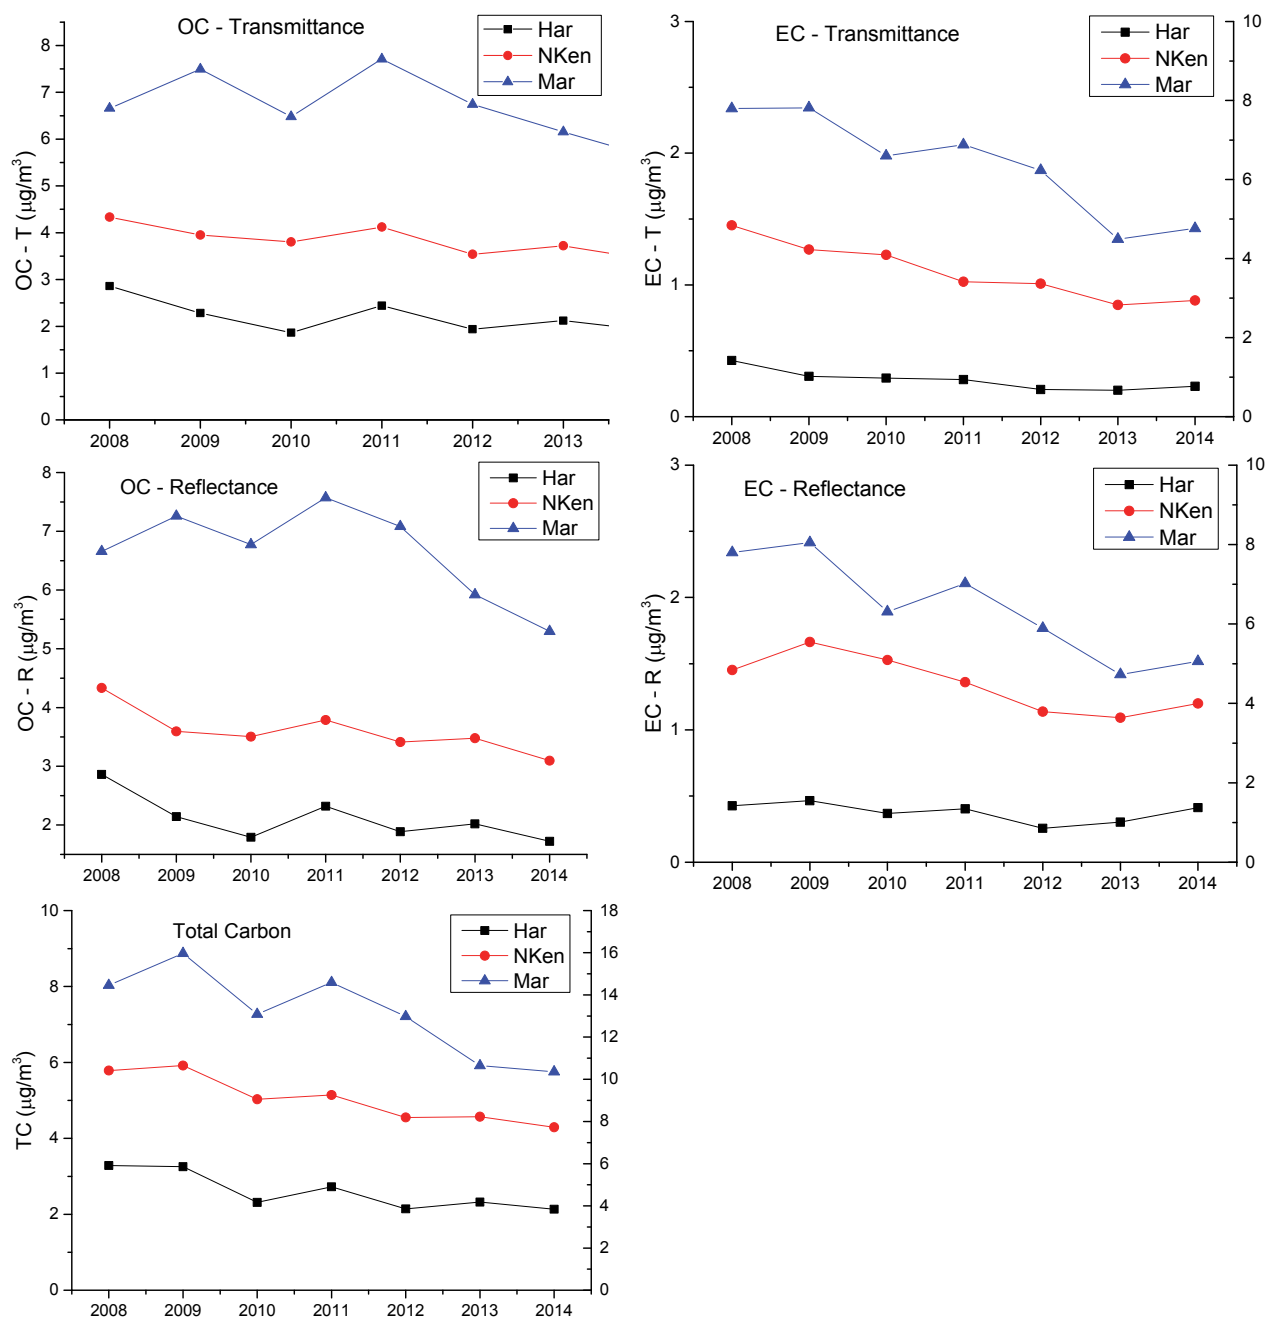 OC - Transmittance
Har
NKen
Mar
OC - T (μg/m³)
8
7
6
5
4
3
2
1
0
2008 2009 2010 2011 2012 2013
EC - Transmittance
Har
NKen
Mar
EC - T (μg/m³)
3
2
1
0
10
8
6
4
2
0
2008 2009 2010 2011 2012 2013 2014
OC - Reflectance
Har
NKen
Mar
OC - R (μg/m³)
8
7
6
5
4
3
2
2008 2009 2010 2011 2012 2013 2014
EC - Reflectance
Har
NKen
Mar
EC - R (μg/m³)
3
2
1
0
10
8
6
4
2
0
2008 2009 2010 2011 2012 2013 2014
Total Carbon
Har
NKen
Mar
TC (μg/m³)
10
8
6
4
2
0
18
16
14
12
10
8
6
4
2
0
2008 2009 2010 2011 2012 2013 2014